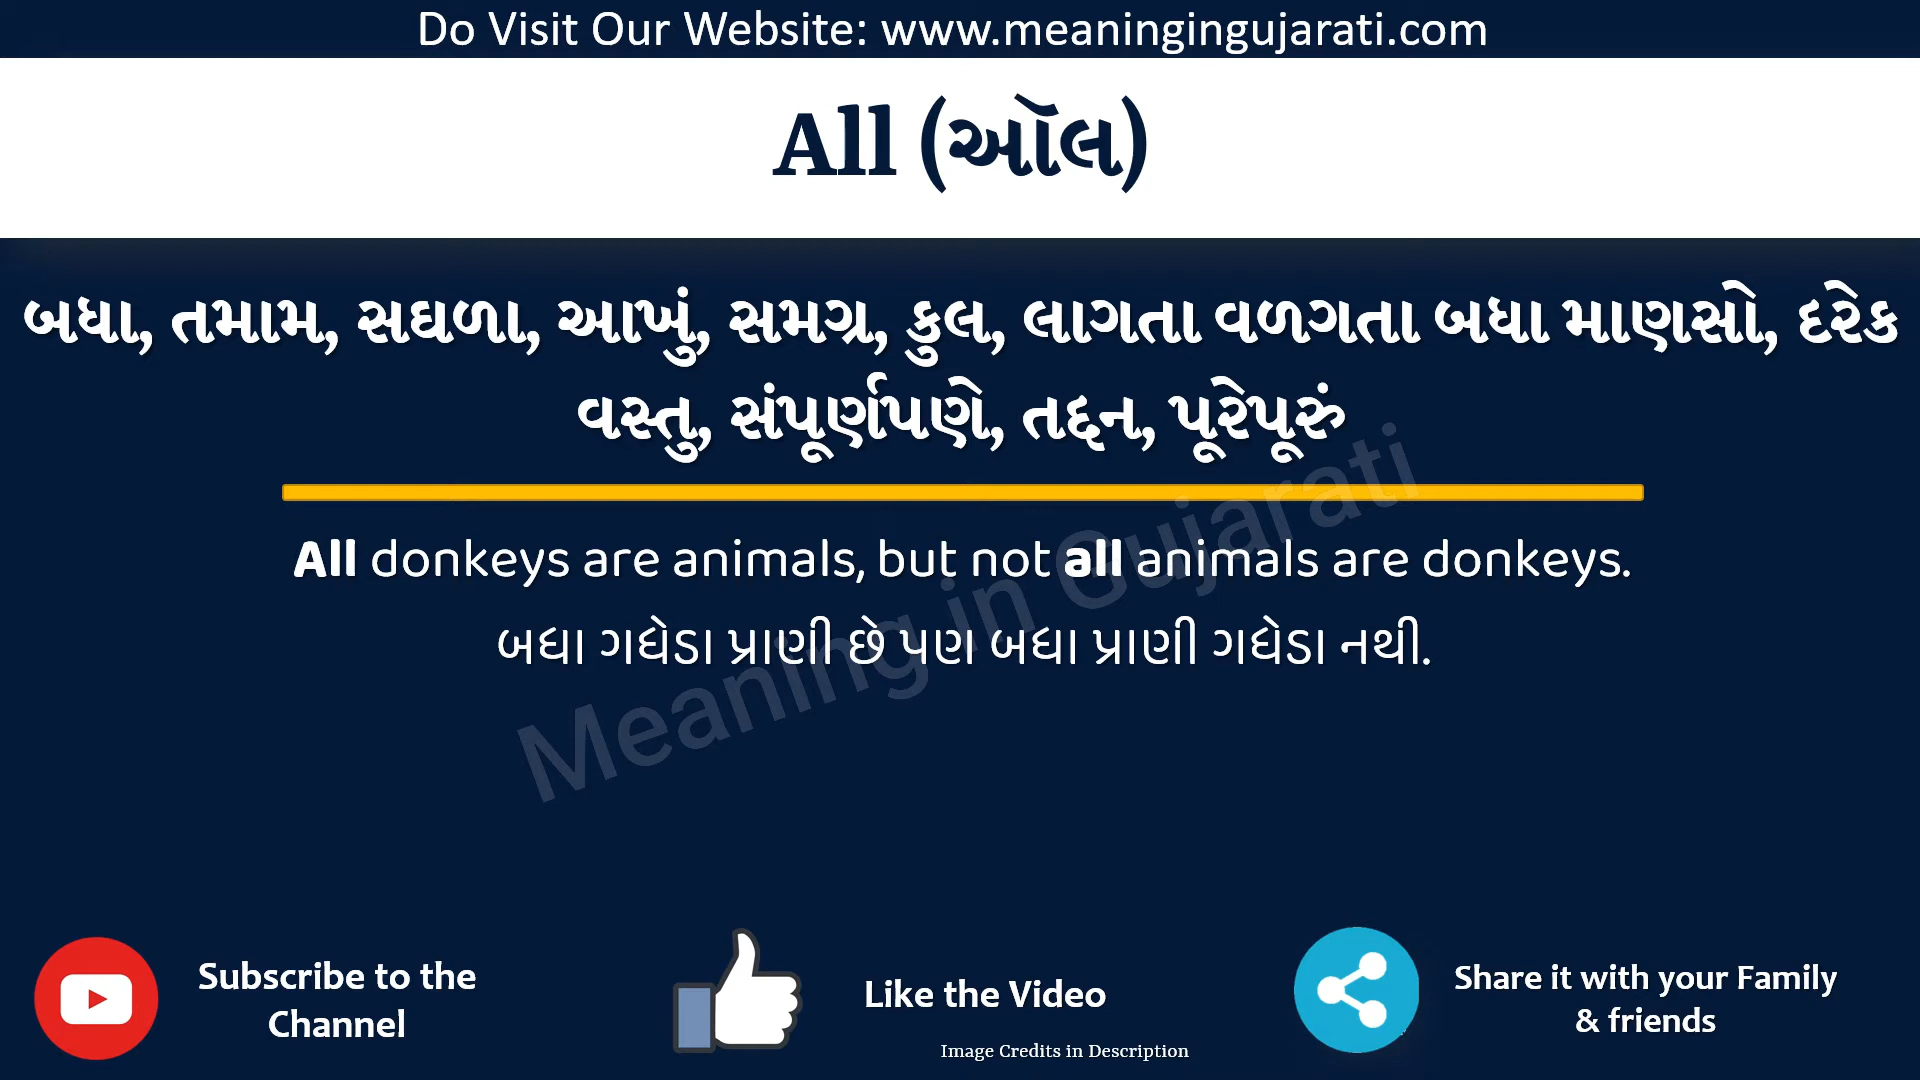 Do Visit Our Website: www.meaningingujarati.com
All (ઑલ)
બધા, તમામ, સઘળા, આખું, સમગ્ર, કુલ, લાગતા વળગતા બધા માણસો, દરેક
વસ્તુ, સંપૂર્ણપણે, તદ્દન, પૂરેપૂરું
All donkeys are animals, but not all animals are donkeys.
બધા ગધેડા પ્રાણી છે પણ બધા પ્રાણી ગધેડા નથી.
Meaning in Gujarati
Subscribe to the
Channel
Like the Video
Share it with your Family
& friends
Image Credits in Description